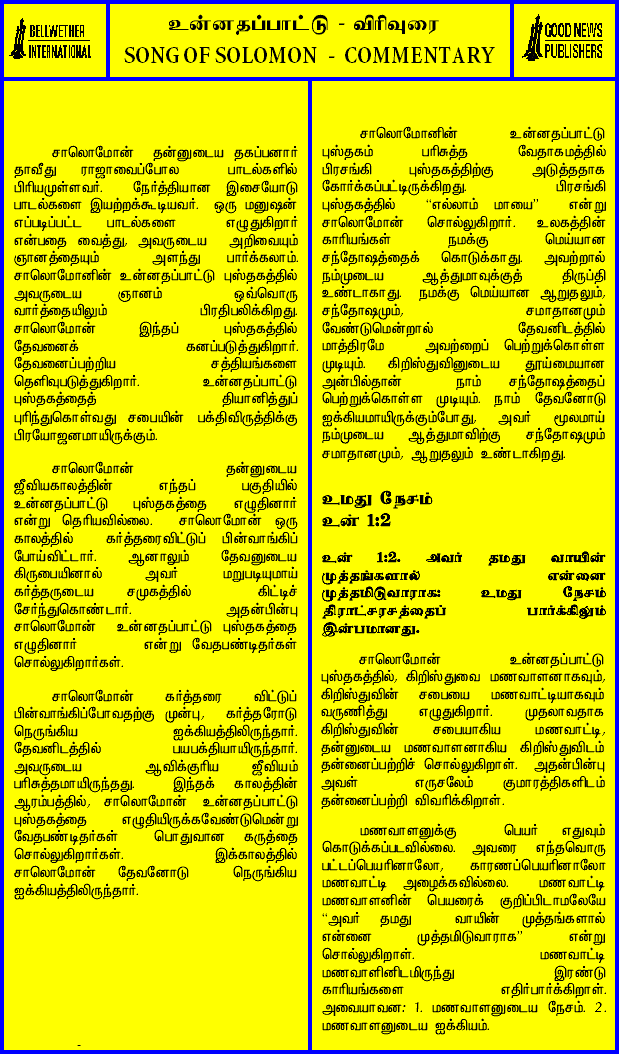 BELLWETHER
INTERNATIONAL
உன்னதப்பாட்டு - விரிவுரை
SONG OF SOLOMON - COMMENTARY
GOOD NEWS
PUBLISHERS
சாலொமோன் தன்னுடைய தகப்பனார்
தாவீது ராஜாவைப்போல பாடல்களில்
பிரியமுள்ளவர். நேர்த்தியான இசையோடு
பாடல்களை இயற்றக்கூடியவர். ஒரு மனுஷன்
எப்படிப்பட்ட பாடல்களை எழுதுகிறார்
என்பதை வைத்து, அவருடைய அறிவையும்
ஞானத்தையும் அளந்து பார்க்கலாம்.
சாலொமோனின் உன்னதப்பாட்டு புஸ்தகத்தில்
அவருடைய ஞானம் ஒவ்வொரு
வார்த்தையிலும் பிரதிபலிக்கிறது.
சாலொமோன் இந்தப் புஸ்தகத்தில்
தேவனைக் கனப்படுத்துகிறார்.
தேவனைப்பற்றிய சத்தியங்களை
தெளிவுபடுத்துகிறார். உன்னதப்பாட்டு
புஸ்தகத்தைத் தியானித்துப்
புரிந்துகொள்வது சபையின் பக்திவிருத்திக்கு
பிரயோஜனமாயிருக்கும்.
சாலொமோன் தன்னுடைய
ஜீவியகாலத்தின் எந்தப் பகுதியில்
உன்னதப்பாட்டு புஸ்தகத்தை எழுதினார்
என்று தெரியவில்லை. சாலொமோன் ஒரு
காலத்தில் கர்த்தரைவிட்டுப் பின்வாங்கிப்
போய்விட்டார். ஆனாலும் தேவனுடைய
கிருபையினால் அவர் மறுபடியுமாய்
கர்த்தருடைய சமுகத்தில் கிட்டிச்
சேர்ந்துகொண்டார். அதன்பின்பு
சாலொமோன் உன்னதப்பாட்டு புஸ்தகத்தை
எழுதினார் என்று வேதபண்டிதர்கள்
சொல்லுகிறார்கள்.
சாலொமோன் கர்த்தரை விட்டுப்
பின்வாங்கிப்போவதற்கு முன்பு, கர்த்தரோடு
நெருங்கிய ஐக்கியத்திலிருந்தார்.
தேவனிடத்தில் பயபக்தியாயிருந்தார்.
அவருடைய ஆவிக்குரிய ஜீவியம்
பரிசுத்தமாயிருந்தது. இந்தக் காலத்தின்
ஆரம்பத்தில், சாலொமோன் உன்னதப்பாட்டு
புஸ்தகத்தை எழுதியிருக்கவேண்டுமென்று
வேதபண்டிதர்கள் பொதுவான கருத்தை
சொல்லுகிறார்கள். இக்காலத்தில்
சாலொமோன் தேவனோடு நெருங்கிய
ஐக்கியத்திலிருந்தார்.
-
சாலொமோனின் உன்னதப்பாட்டு
புஸ்தகம் பரிசுத்த வேதாகமத்தில்
பிரசங்கி புஸ்தகத்திற்கு அடுத்ததாக
கோர்க்கப்பட்டிருக்கிறது. பிரசங்கி
புஸ்தகத்தில் “எல்லாம் மாயை” என்று
சாலொமோன் சொல்லுகிறார். உலகத்தின்
காரியங்கள் நமக்கு மெய்யான
சந்தோஷத்தைக் கொடுக்காது. அவற்றால்
நம்முடைய ஆத்துமாவுக்குத் திருப்தி
உண்டாகாது. நமக்கு மெய்யான ஆறுதலும்,
சந்தோஷமும், சமாதானமும்
வேண்டுமென்றால் தேவனிடத்தில்
மாத்திரமே அவற்றைப் பெற்றுக்கொள்ள
முடியும். கிறிஸ்துவினுடைய தூய்மையான
அன்பில்தான் நாம் சந்தோஷத்தைப்
பெற்றுக்கொள்ள முடியும். நாம் தேவனோடு
ஐக்கியமாயிருக்கும்போது, அவர் மூலமாய்
நம்முடைய ஆத்துமாவிற்கு சந்தோஷமும்
சமாதானமும், ஆறுதலும் உண்டாகிறது.
உமது நேசம்
உன் 1:2
உன் 1:2. அவர் தமது வாயின்
முத்தங்களால் என்னை
முத்தமிடுவாராக: உமது நேசம்
திராட்சரசத்தைப் பார்க்கிலும்
இன்பமானது.
சாலொமோன் உன்னதப்பாட்டு
புஸ்தகத்தில், கிறிஸ்துவை மணவாளனாகவும்,
கிறிஸ்துவின் சபையை மணவாட்டியாகவும்
வருணித்து எழுதுகிறார். முதலாவதாக
கிறிஸ்துவின் சபையாகிய மணவாட்டி,
தன்னுடைய மணவாளனாகிய கிறிஸ்துவிடம்
தன்னைப்பற்றிச் சொல்லுகிறாள். அதன்பின்பு
அவள் எருசலேம் குமாரத்திகளிடம்
தன்னைப்பற்றி விவரிக்கிறாள்.
மணவாளனுக்கு பெயர் எதுவும்
கொடுக்கப்படவில்லை. அவரை எந்தவொரு
பட்டப்பெயரினாலோ, காரணப்பெயரினாலோ
மணவாட்டி அழைக்கவில்லை. மணவாட்டி
மணவாளனின் பெயரைக் குறிப்பிடாமலேயே
“அவர் தமது வாயின் முத்தங்களால்
என்னை முத்தமிடுவாராக” என்று
சொல்லுகிறாள். மணவாட்டி
மணவாளினிடமிருந்து இரண்டு
காரியங்களை எதிர்பார்க்கிறாள்.
அவையாவன: 1. மணவாளனுடைய நேசம். 2.
மணவாளனுடைய ஐக்கியம்.